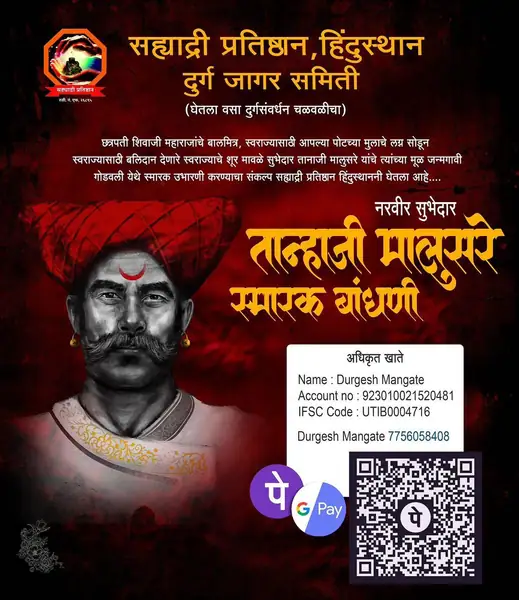 सह्याद्री प्रतिष्ठान,हिंदुस्थान
दुर्ग जागर समिती
(घेतला वसा दुर्गसंवर्धन चळवळीचा)
सह्याद्री प्रतिष्ठान
छत्रपती शिवाजी महाराजांचे बालमित्र, स्वराज्यासाठी आपल्या पोटच्या मुलाचे लग्न सोडून
स्वराज्यासाठी बलिदान देणारे स्वराज्याचे शूर मावळे सुभेदार तानाजी मालुसरे यांचे त्यांच्या मूळ जन्मगावी
गोडवली येथे स्मारक उभारणी करण्याचा संकल्प सह्याद्री प्रतिष्ठान हिंदुस्थाननी घेतला आहे....
नरवीर सुभेदार
तान्हाजी मालुसरे
स्मारक बांधणी
अधिकृत खाते
Name : Durgesh Mangate
Account no : 923010021520481
IFSC Code : UTIB0004716
Durgesh Mangate 7756058408
पे
G Pay
पे